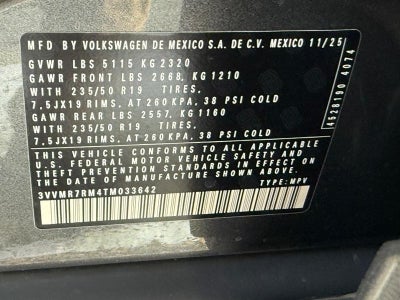 MFD BY VOLKSWAGEN DE MEXICO S.A. DE C.V. MEXICO 11/25
GVWR LBS 5115 KG 2320
GAWR FRONT LBS 2668, KG 1210
WITH 235/50 R19 TIRES,
7.5JX19 RIMS, AT 260 KPA, 38 PSI COLD
GAWR REAR LBS 2557, KG 1160
WITH 235/50 R19 TIRES,
7.5JX19 RIMS, AT 260 KPA, 38 PSI COLD
THIS VEHICLE CONFORMS TO ALL APPLICABLE
U.S. FEDERAL MOTOR VEHICLE SAFETY AND
THEFT PREVENTION STANDARDS IN EFFECT ON
THE DATE OF MANUFACTURE SHOWN ABOVE.
3VVMR7RM4TM033642 TYPE: MPV
4528190 4074